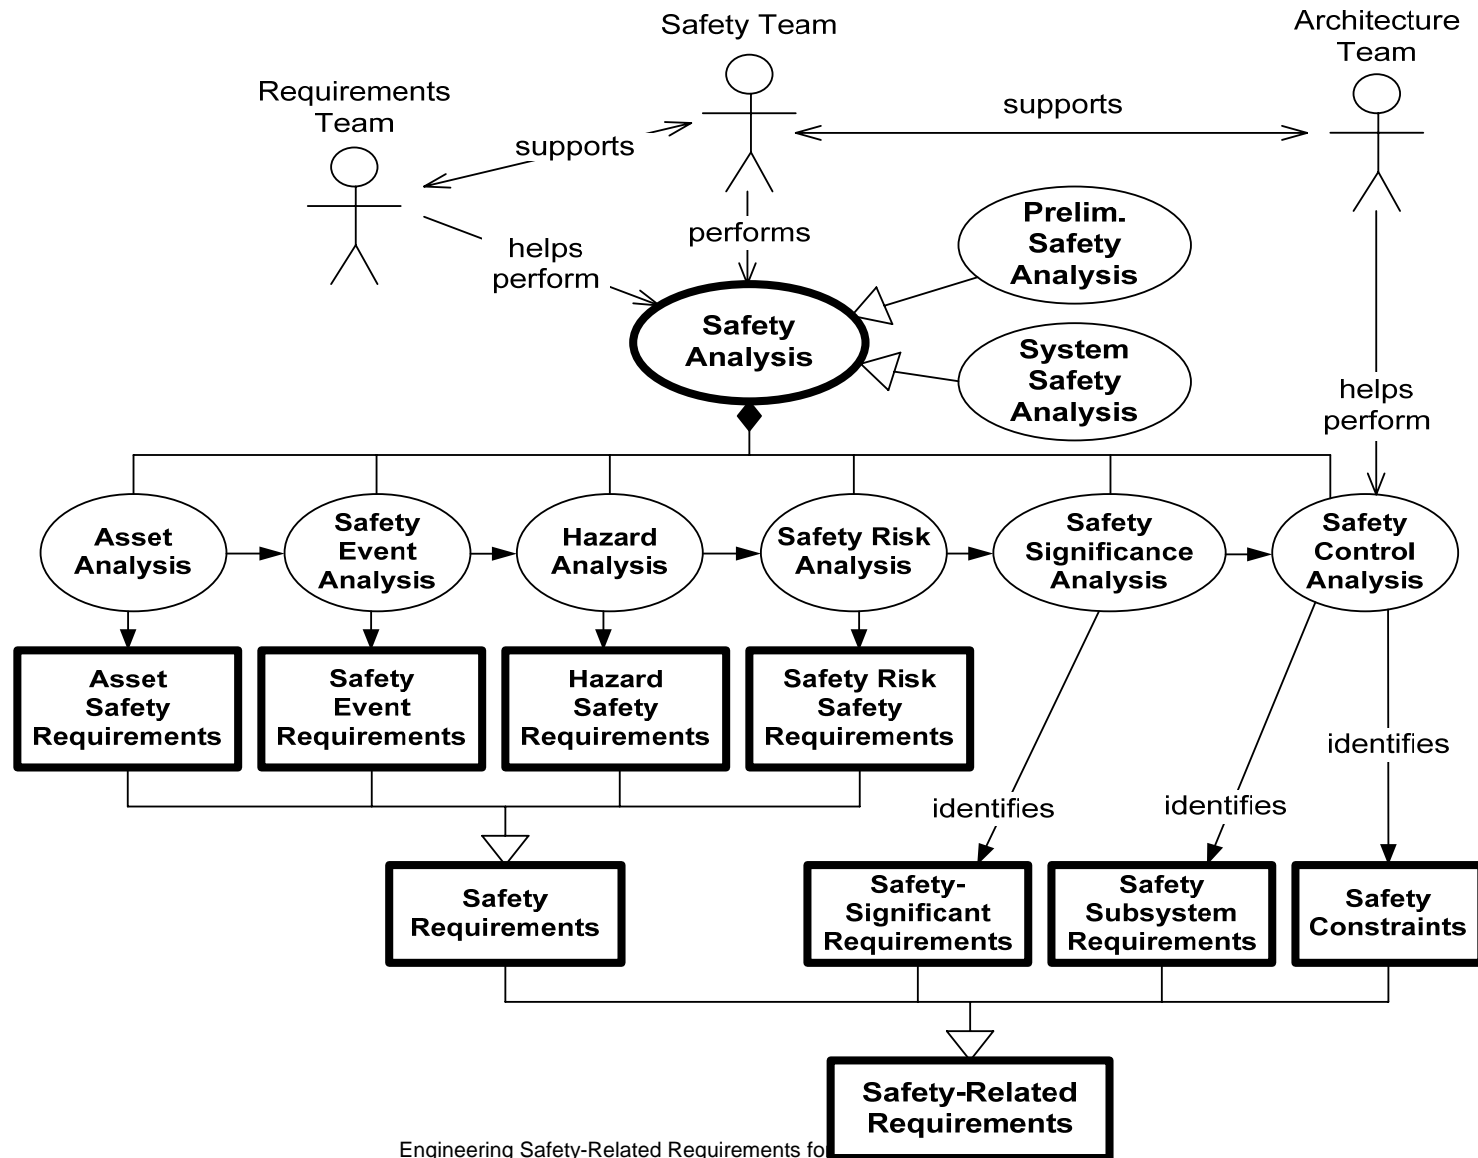 Safety Team
Architecture
Team
Requirements
Team
supports
supports
helps
perform
performs
Prelim.
Safety
Analysis
Safety
Analysis
System
Safety
Analysis
helps
perform
Asset
Analysis
Safety
Event
Analysis
Hazard
Analysis
Safety Risk
Analysis
Safety
Significance
Analysis
Safety
Control
Analysis
Asset
Safety
Requirements
Safety
Event
Requirements
Hazard
Safety
Requirements
Safety Risk
Safety
Requirements
identifies
identifies
identifies
Safety
Requirements
Safety-
Significant
Requirements
Safety
Subsystem
Requirements
Safety
Constraints
Safety-Related
Requirements
Engineering Safety-Related Requirements for